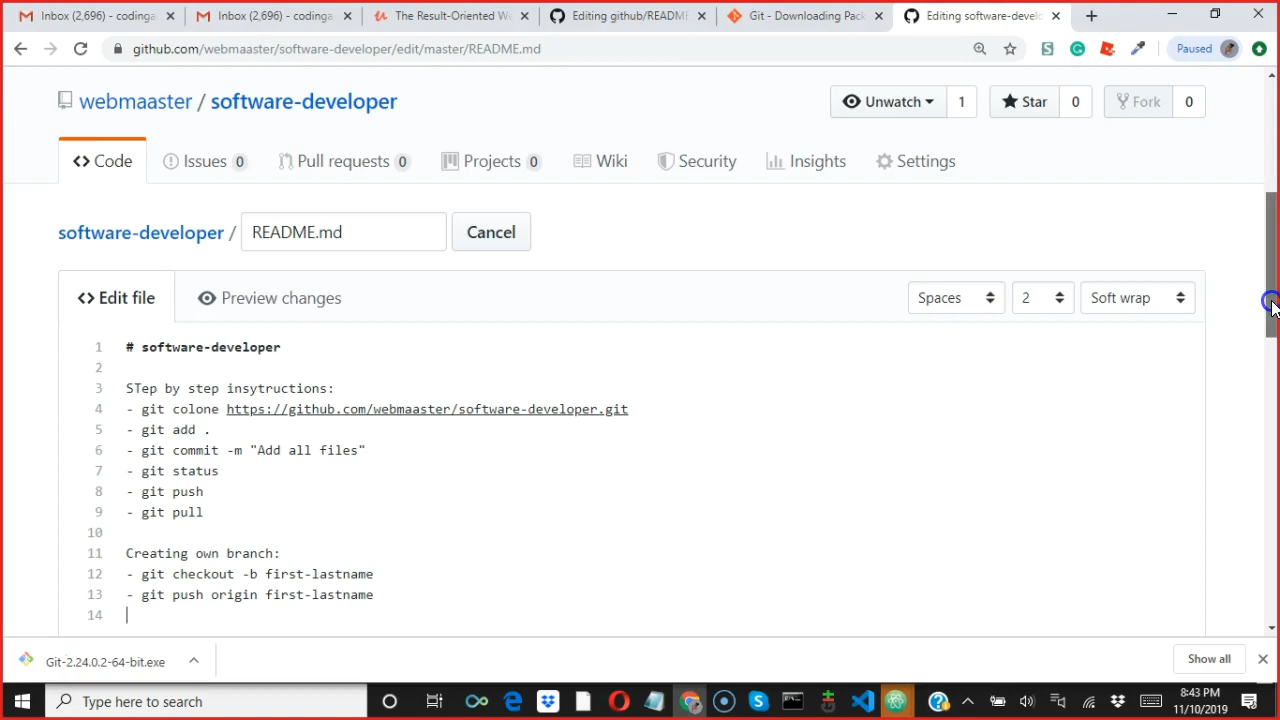 Inbox (2,696) - codinga
Inbox (2,696) - codinga
The Result-Oriented W
Editing github/README
Git - Downloading Pack
Editing software-develo
github.com/webmaaster/software-developer/edit/master/README.md
Paused
webmaaster / software-developer
Unwatch 1
Star 0
Fork 0
Code
Issues 0
Pull requests 0
Projects 0
Wiki
Security
Insights
Settings
software-developer / README.md Cancel
Edit file
Preview changes
Spaces
2
Soft wrap
1 # software-developer
2
3 STep by step insytructions:
4 - git colone https://github.com/webmaaster/software-developer.git
5 - git add .
6 - git commit -m "Add all files"
7 - git status
8 - git push
9 - git pull
10
11 Creating own branch:
12 - git checkout -b first-lastname
13 - git push origin first-lastname
14
Git-2.24.0.2-64-bit.exe
Show all
Type here to search
8:43 PM
11/10/2019